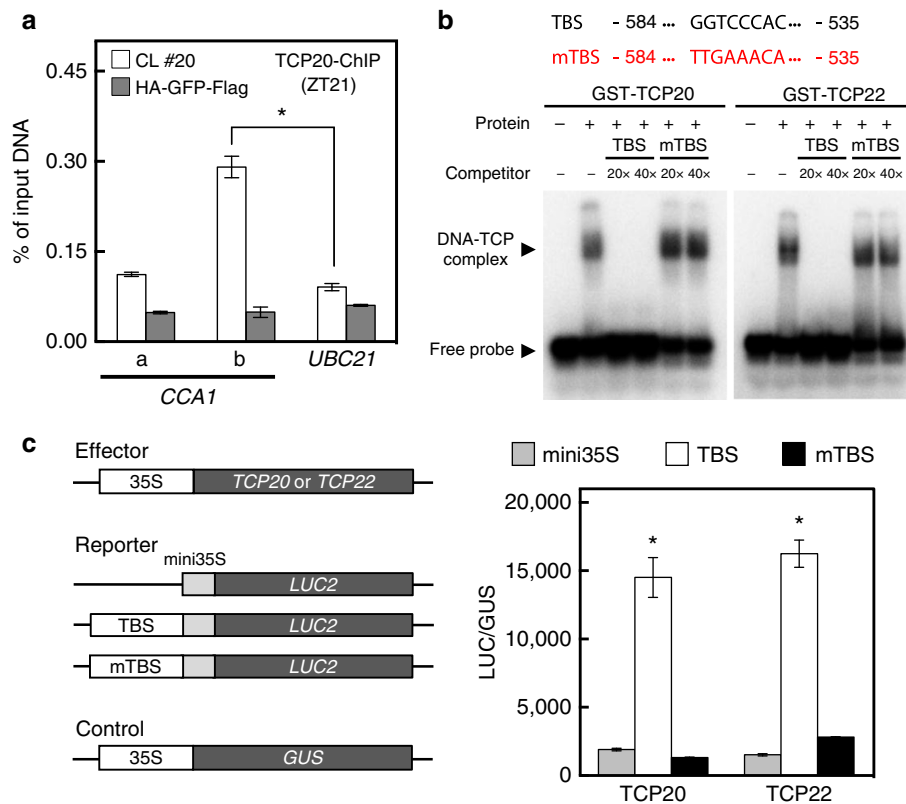 a
% of input DNA
0.45
0.30
0.15
0.00
CL #20
HA-GFP-Flag
TCP20-ChIP
(ZT21)
*
a
b
UBC21
CCA1
b
TBS - 584 ... GGTCCCAC... - 535
mTBS - 584 ... TTGAAACA ... - 535
GST-TCP20
GST-TCP22
Protein – + + + + + – + + + + +
TBS mTBS TBS mTBS
Competitor – – 20× 40× 20× 40× – – 20× 40× 20× 40×
DNA-TCP
complex
Free probe
c
Effector
35S TCP20 or TCP22
Reporter
mini35S
LUC2
TBS LUC2
mTBS LUC2
Control
35S GUS
mini35S TBS mTBS
LUC/GUS
20,000
15,000
10,000
5,000
0
*
*
TCP20
TCP22